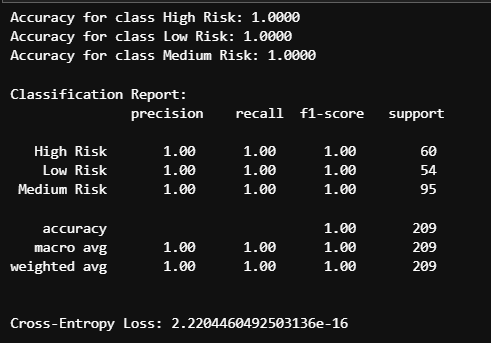 Accuracy for class High Risk: 1.0000
Accuracy for class Low Risk: 1.0000
Accuracy for class Medium Risk: 1.0000
Classification Report:
precision recall f1-score support
High Risk 1.00 1.00 1.00 60
Low Risk 1.00 1.00 1.00 54
Medium Risk 1.00 1.00 1.00 95
accuracy 1.00 209
macro avg 1.00 1.00 1.00 209
weighted avg 1.00 1.00 1.00 209
Cross-Entropy Loss: 2.2204460492503136e-16